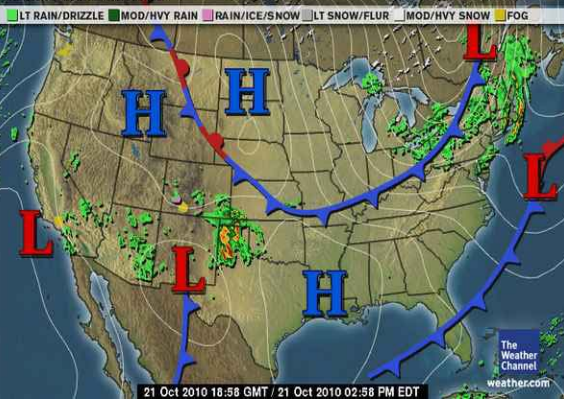 LT RAIN/DRIZZLE MOD/HVY RAIN RAIN/ICE/SNOW LT SNOW/FLUR MOD/HVY SNOW FOG
L
H
H
L
L
L
H
The
Weather
Channel
weather.com
21 Oct 2010 18:58 GMT / 21 Oct 2010 02:58 PM EDT